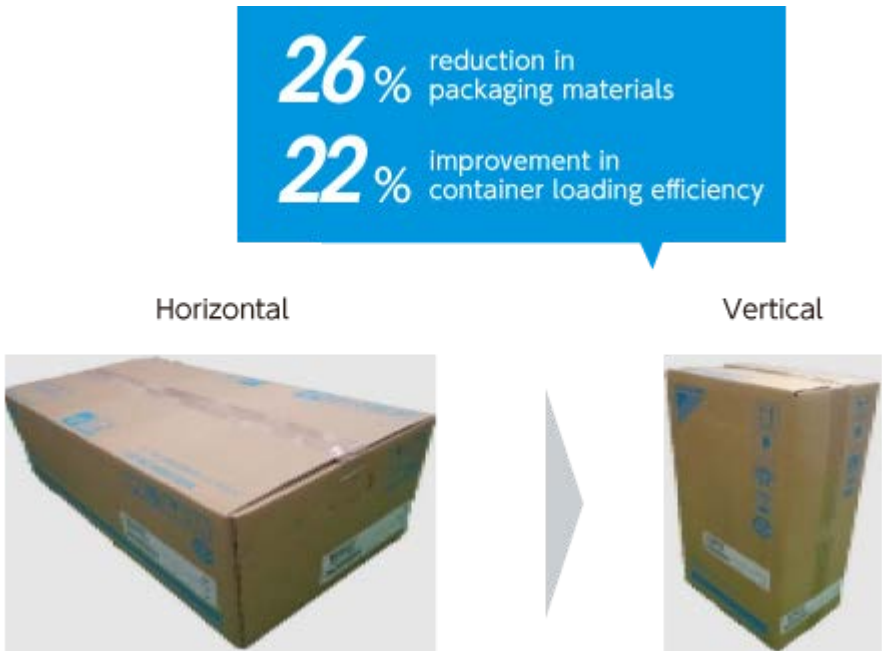 26% reduction in
packaging materials
22% improvement in
container loading efficiency
Horizontal
Vertical